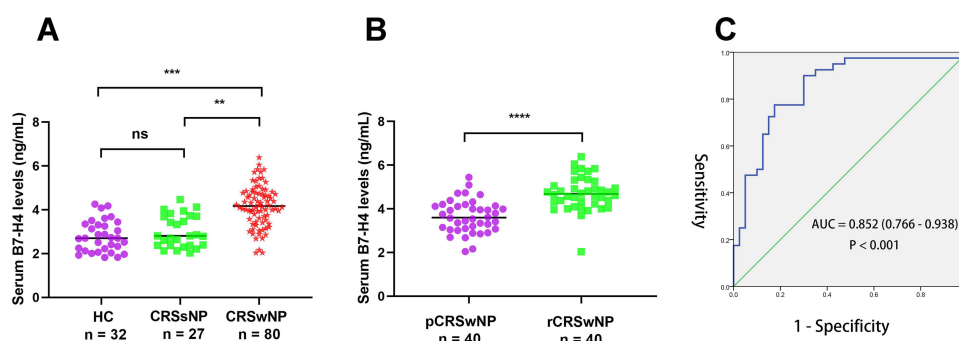 A
B
C
***
**
ns
Serum B7-H4 levels (ng/mL)
8
6
4
2
0
HC
n = 32
CRSsNP
n = 27
CRSwNP
n = 80
****
Serum B7-H4 levels (ng/mL)
8
6
4
2
0
pCRSwNP
n = 40
rCRSwNP
n = 40
Sensitivity
1.0
0.8
0.6
0.4
0.2
0.0
AUC = 0.852 (0.766 - 0.938)
P < 0.001
0.0 0.2 0.4 0.6 0.8
1 - Specificity